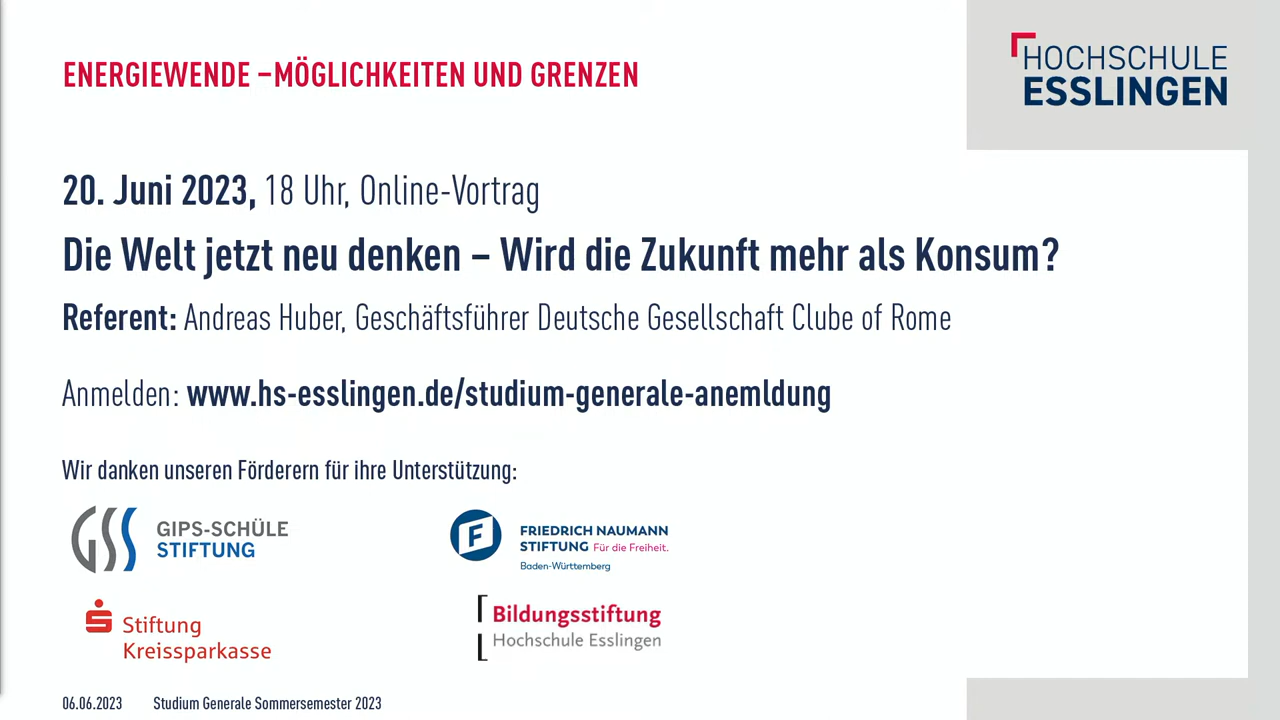 ENERGIEWENDE –MÖGLICHKEITEN UND GRENZEN
HOCHSCHULE
ESSLINGEN
20. Juni 2023, 18 Uhr, Online-Vortrag
Die Welt jetzt neu denken – Wird die Zukunft mehr als Konsum?
Referent: Andreas Huber, Geschäftsführer Deutsche Gesellschaft Clube of Rome
Anmelden: www.hs-esslingen.de/studium-generale-anemldung
Wir danken unseren Förderern für ihre Unterstützung:
GSS
GIPS-SCHÜLE
STIFTUNG
F
FRIEDRICH NAUMANN
STIFTUNG Für die Freiheit.
Baden-Württemberg
Stiftung
Kreissparkasse
Bildungsstiftung
Hochschule Esslingen
06.06.2023 Studium Generale Sommersemester 2023